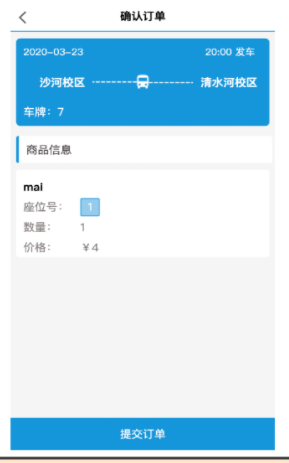 确认订单
2020-03-23 20:00 发车
沙河校区 清水河校区
车牌: 7
商品信息
mai
座位号: 1
数量: 1
价格: ￥4
提交订单